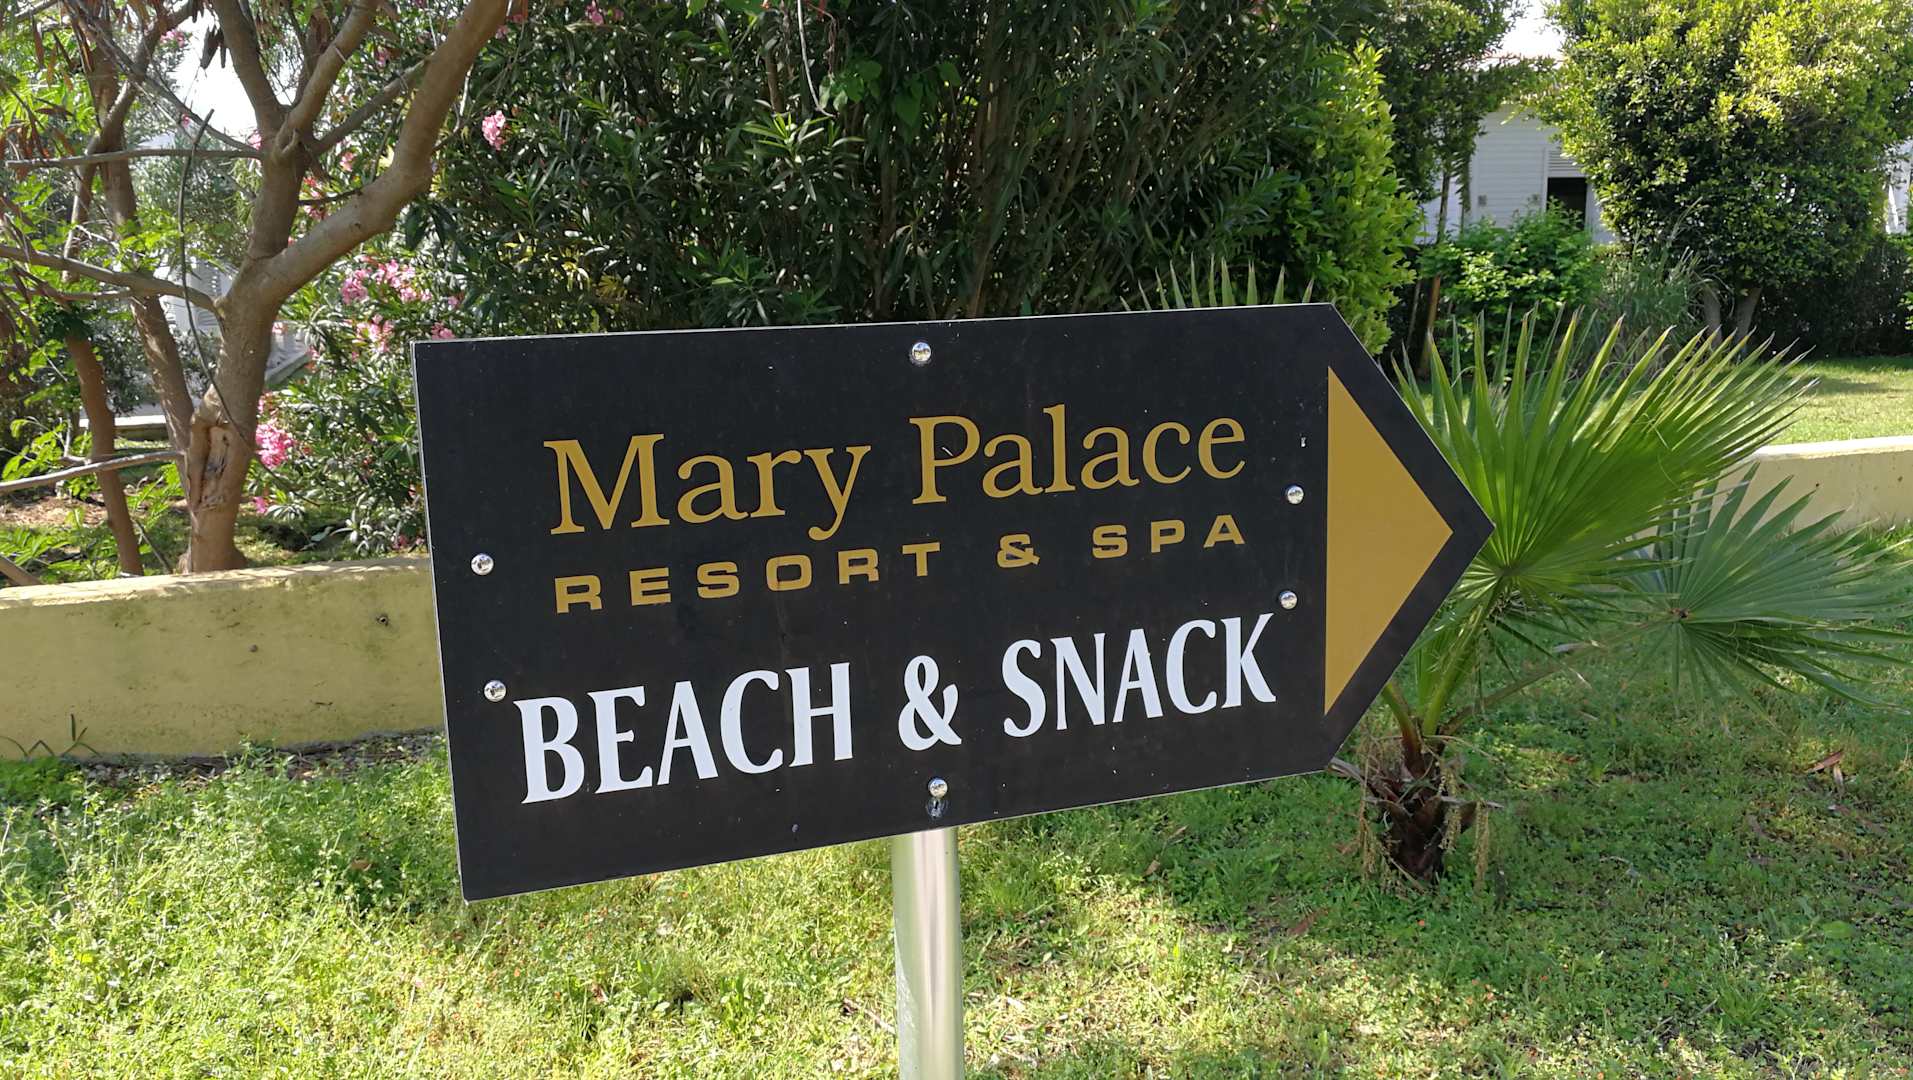 Mary Palace
RESORT & SPA
BEACH & SNACK